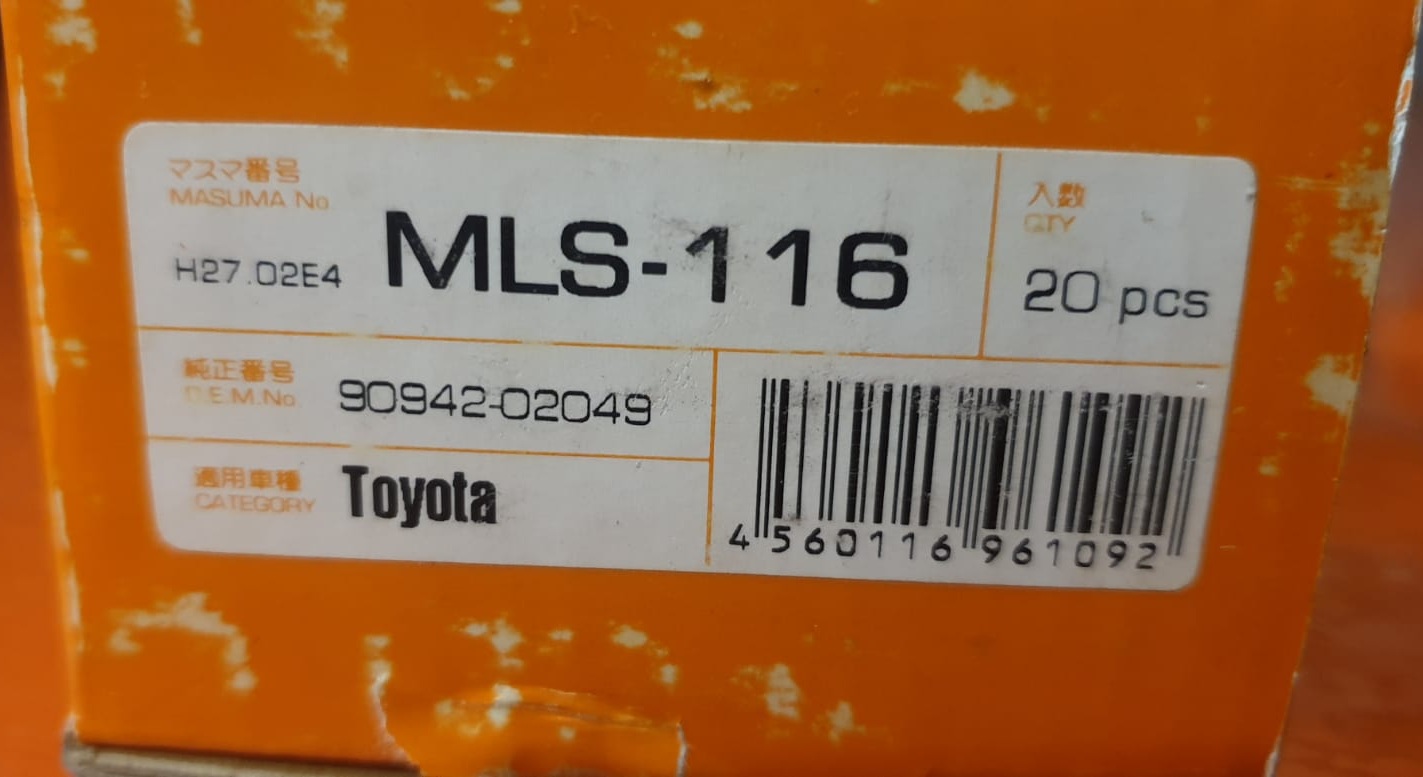 マスマ番号
MASUMA No
H27.02E4 MLS-116
入数
QTY
20 pcs
純正番号
O.E.M.No
90942-02049
適用車種
CATEGORY
Toyota
4 560116 961092